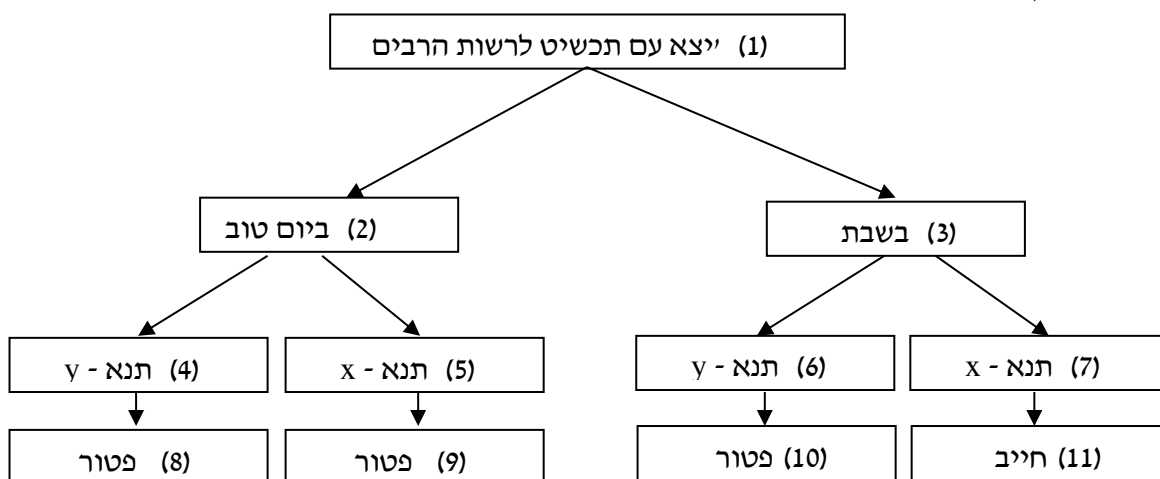 (1) יצא עם תכשיט לרשות הרבים
(3) בשבת
(2) ביום טוב
(7) תנא - x
(6) תנא - y
(5) תנא - x
(4) תנא - y
(11) חייב
(10) פטור
(9) פטור
(8) פטור